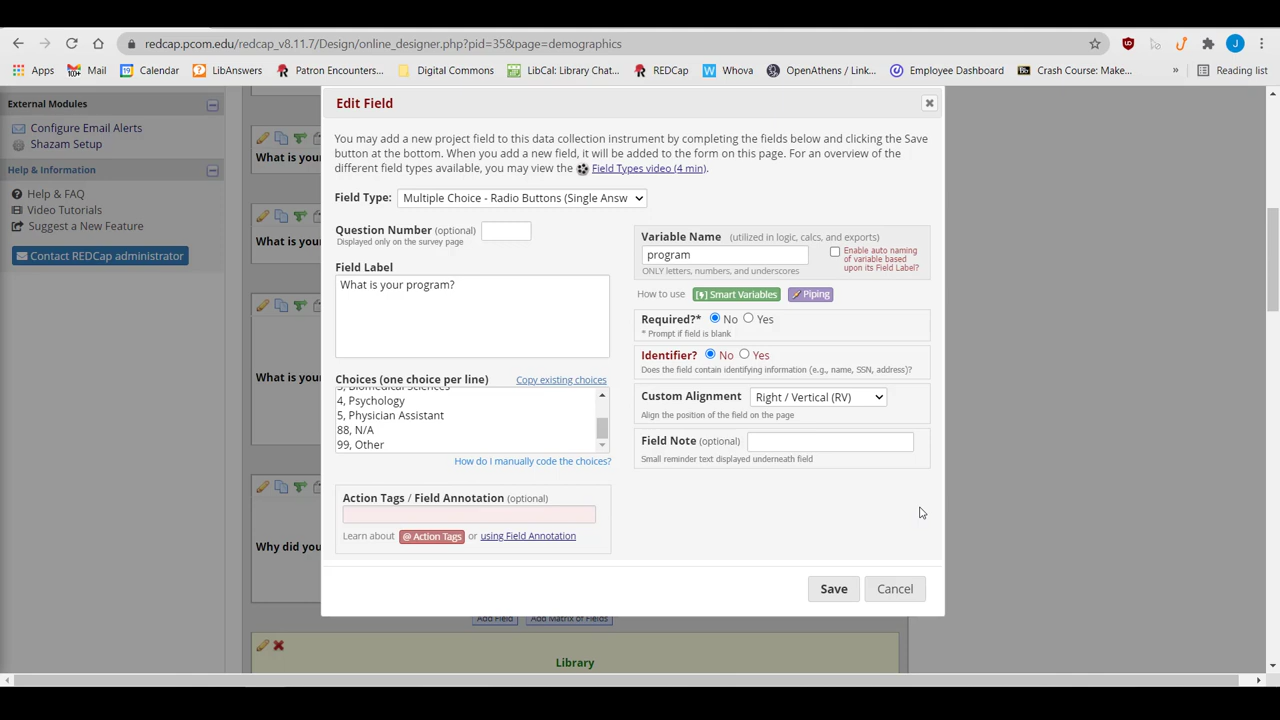 redcap.pcom.edu/redcap_v8.11.7/Design/online_designer.php?pid=35&page=demographics
Apps Mail Calendar LibAnswers Patron Encounters... Digital Commons LibCal: Library Chat... REDCap Whova OpenAthens / Link... Employee Dashboard Crash Course: Make... » Reading list
External Modules
Configure Email Alerts
Shazam Setup
Help & Information
Help & FAQ
Video Tutorials
Suggest a New Feature
Contact REDCap administrator
What is your
What is your
What is your
Why did you
Edit Field
You may add a new project field to this data collection instrument by completing the fields below and clicking the Save
button at the bottom. When you add a new field, it will be added to the form on this page. For an overview of the
different field types available, you may view the Field Types video (4 min).
Field Type: Multiple Choice - Radio Buttons (Single Answ
Question Number (optional)
Displayed only on the survey page
Field Label
What is your program?
Choices (one choice per line) Copy existing choices
3, Biomedical Sciences
4, Psychology
5, Physician Assistant
88, N/A
99, Other
How do I manually code the choices?
Action Tags / Field Annotation (optional)
Learn about @ Action Tags or using Field Annotation
Variable Name (utilized in logic, calcs, and exports)
program
ONLY letters, numbers, and underscores
Enable auto naming
of variable based
upon its Field Label?
How to use Smart Variables Piping
Required?* No Yes
* Prompt if field is blank
Identifier? No Yes
Does the field contain identifying information (e.g., name, SSN, address)?
Custom Alignment Right / Vertical (RV)
Align the position of the field on the page
Field Note (optional)
Small reminder text displayed underneath field
Save Cancel
Add Field Add Matrix of Fields
Library